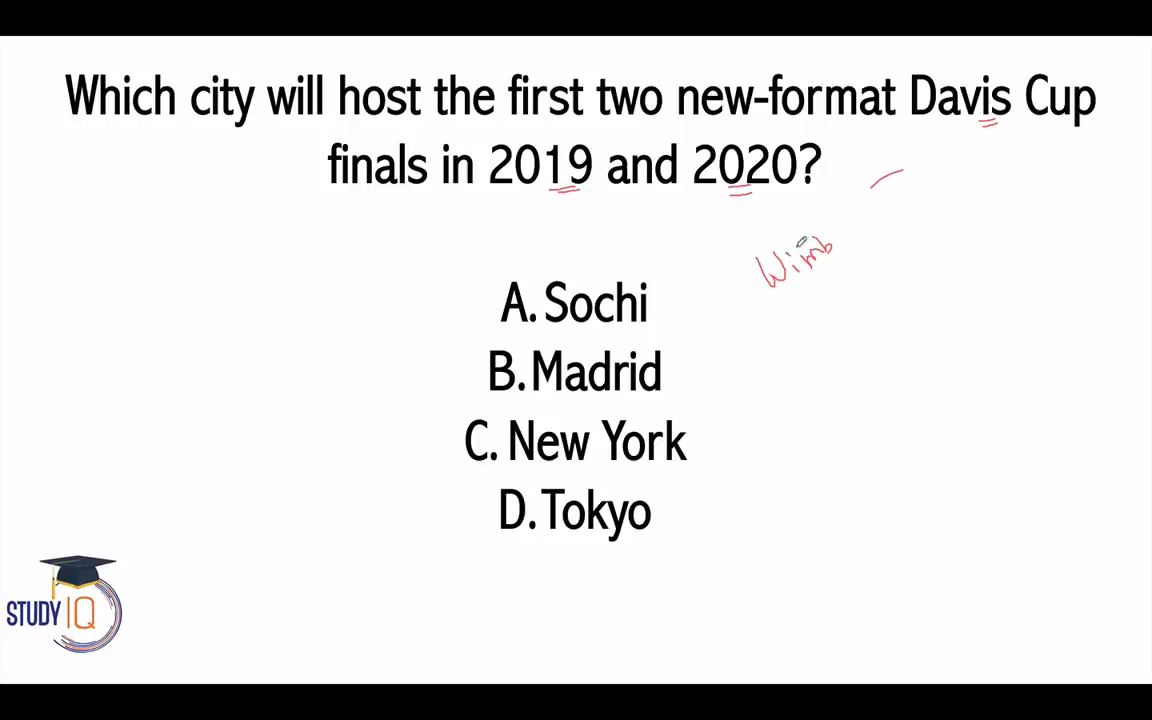 Which city will host the first two new-format Davis Cup
finals in 2019 and 2020?
Wimb
A. Sochi
B. Madrid
C. New York
D. Tokyo
STUDY IQ